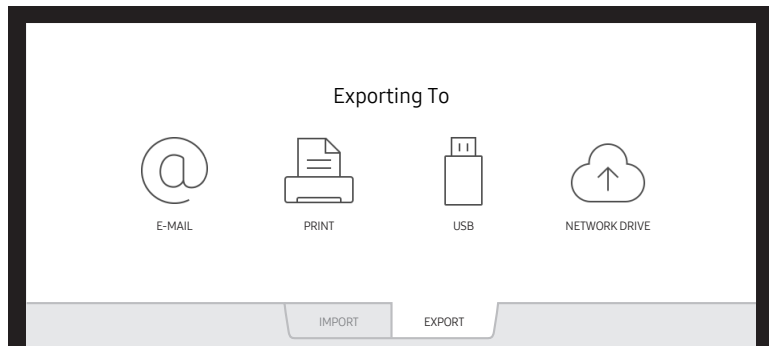 Exporting To
E-MAIL PRINT USB NETWORK DRIVE
IMPORT EXPORT